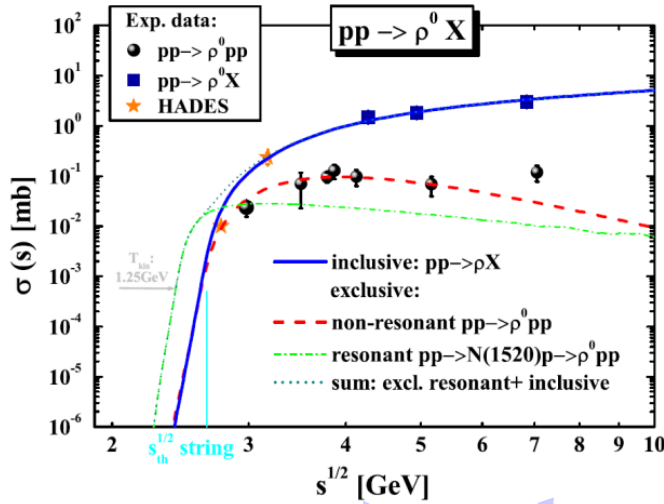 Exp. data:
pp−> ρ⁰pp
pp−> ρ⁰X
HADES
pp −> ρ⁰ X
σ (s) [mb]
10²
10¹
10⁰
10⁻¹
10⁻²
10⁻³
10⁻⁴
10⁻⁵
10⁻⁶
T_kin:
1.25GeV
inclusive: pp−>ρX
exclusive:
non-resonant pp−>ρ⁰pp
resonant pp−>N(1520)p−>ρ⁰pp
sum: excl. resonant+ inclusive
s_th^1/2 string
2 3 4 5 6 7 8 9 10
s^1/2 [GeV]